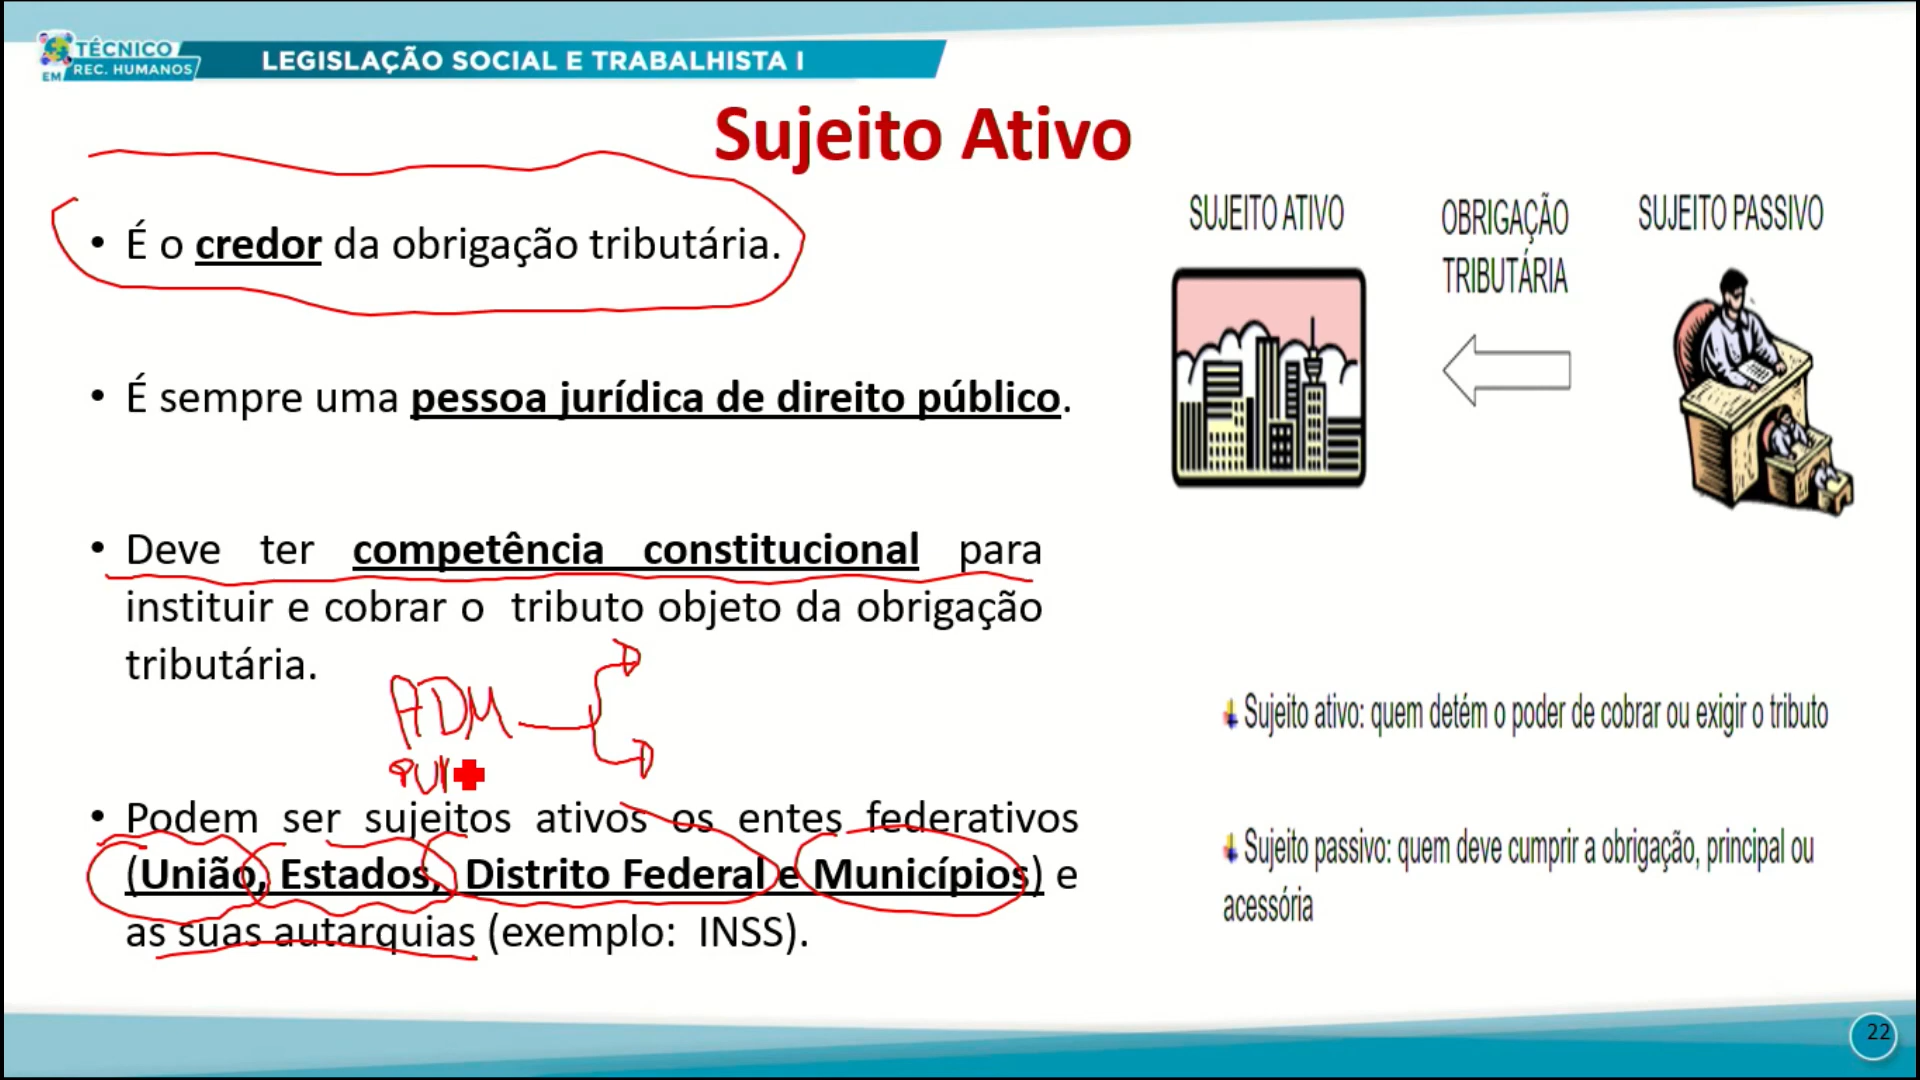 TÉCNICO
EM REC. HUMANOS
LEGISLAÇÃO SOCIAL E TRABALHISTA I
Sujeito Ativo
• É o credor da obrigação tributária.
• É sempre uma pessoa jurídica de direito público.
• Deve ter competência constitucional para
instituir e cobrar o tributo objeto da obrigação
tributária.
ADM
• Podem ser sujeitos ativos os entes federativos
(União, Estados, Distrito Federal e Municípios) e
as suas autarquias (exemplo: INSS).
SUJEITO ATIVO
OBRIGAÇÃO
TRIBUTÁRIA
SUJEITO PASSIVO
Sujeito ativo: quem detém o poder de cobrar ou exigir o tributo
Sujeito passivo: quem deve cumprir a obrigação, principal ou
acessória
22